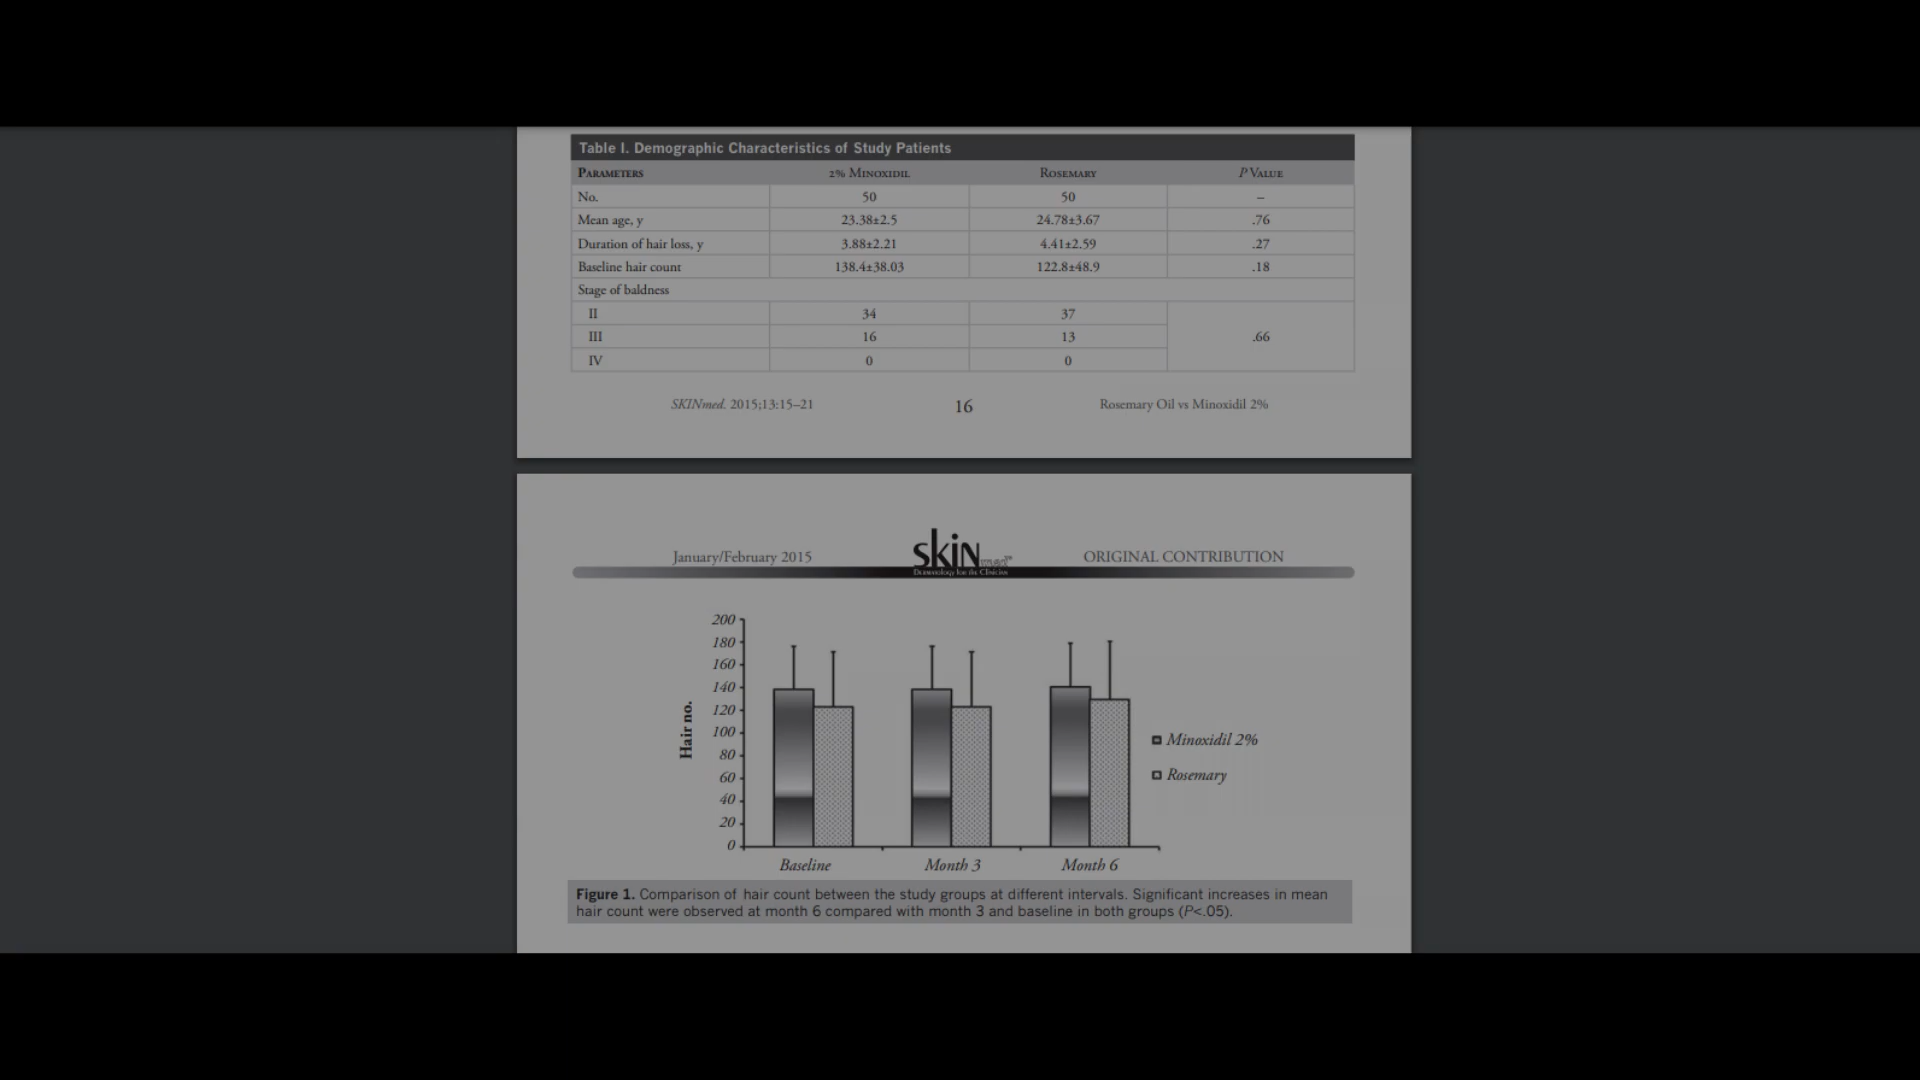 Table I. Demographic Characteristics of Study Patients
Parameters 2% Minoxidil Rosemary P Value
No. 50 50 –
Mean age, y 23.38±2.5 24.78±3.67 .76
Duration of hair loss, y 3.88±2.21 4.41±2.59 .27
Baseline hair count 138.4±38.03 122.8±48.9 .18
Stage of baldness
II 34 37
III 16 13 .66
IV 0 0
SKINmed. 2015;13:15–21 16 Rosemary Oil vs Minoxidil 2%
January/February 2015 skiNmed ORIGINAL CONTRIBUTION
Dermatology for the Clinician
200
180
160
140
120
100
80
60
40
20
0
Hair no.
Minoxidil 2%
Rosemary
Baseline Month 3 Month 6
Figure 1. Comparison of hair count between the study groups at different intervals. Significant increases in mean
hair count were observed at month 6 compared with month 3 and baseline in both groups (P<.05).